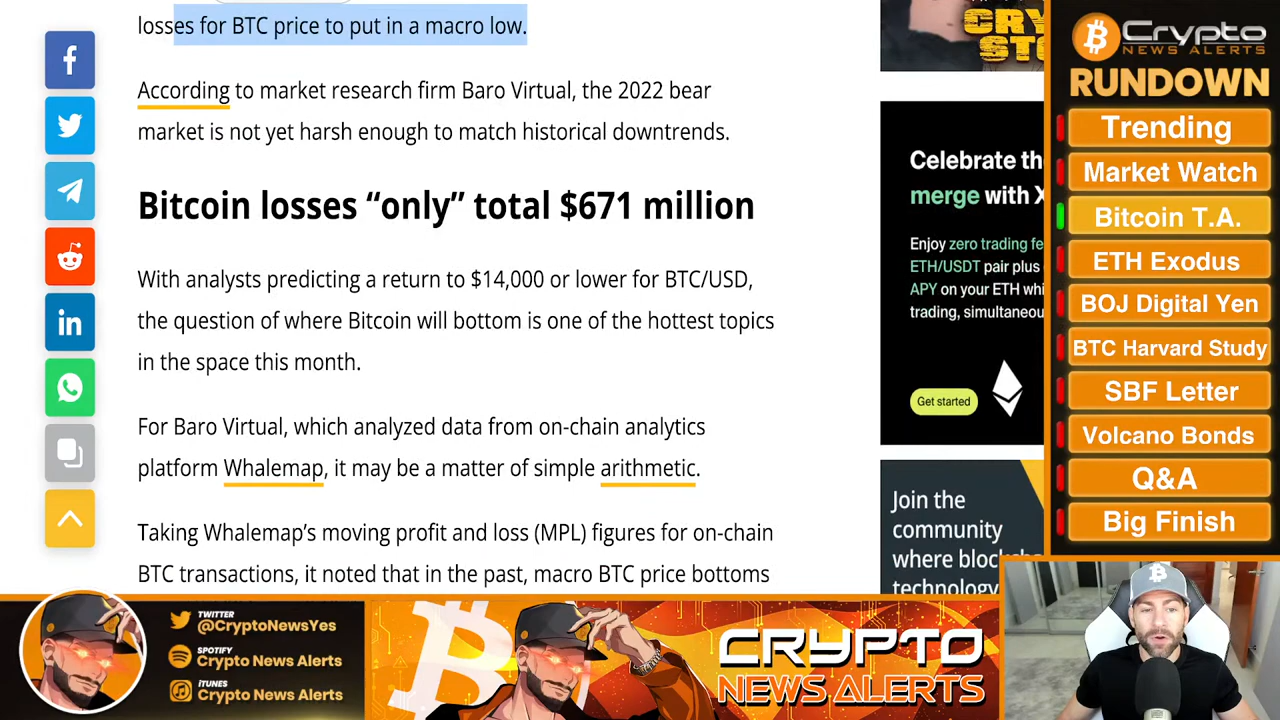 losses for BTC price to put in a macro low.
According to market research firm Baro Virtual, the 2022 bear
market is not yet harsh enough to match historical downtrends.
Bitcoin losses “only” total $671 million
With analysts predicting a return to $14,000 or lower for BTC/USD,
the question of where Bitcoin will bottom is one of the hottest topics
in the space this month.
For Baro Virtual, which analyzed data from on-chain analytics
platform Whalemap, it may be a matter of simple arithmetic.
Taking Whalemap’s moving profit and loss (MPL) figures for on-chain
BTC transactions, it noted that in the past, macro BTC price bottoms
Celebrate the
merge with X
Enjoy zero trading fe
ETH/USDT pair plus
APY on your ETH whi
trading, simultaneou
Get started
Join the
community
where blockch
technology
Crypto
NEWS ALERTS
RUNDOWN
Trending
Market Watch
Bitcoin T.A.
ETH Exodus
BOJ Digital Yen
BTC Harvard Study
SBF Letter
Volcano Bonds
Q&A
Big Finish
TWITTER
@CryptoNewsYes
SPOTIFY
Crypto News Alerts
iTUNES
Crypto News Alerts
CRYPTO
NEWS ALERTS